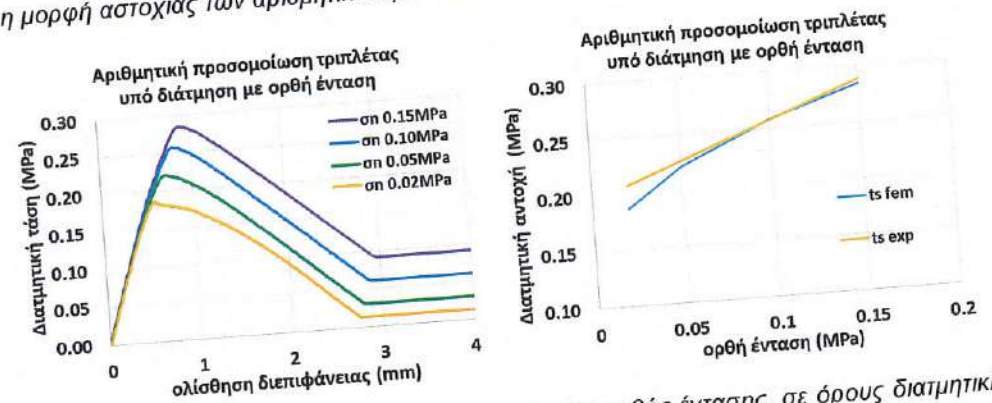 η μορφή αστοχίας των
Αριθμητική προσομοίωση τριπλέτας
υπό διάτμηση με ορθή ένταση
Διατμητική τάση (MPa)
0.30
0.25
0.20
0.15
0.10
0.05
0.00
σn 0.15MPa
σn 0.10MPa
σn 0.05MPa
σn 0.02MPa
0 1 2 3 4
ολίσθηση διεπιφάνειας (mm)
Αριθμητική προσομοίωση τριπλέτας
υπό διάτμηση με ορθή ένταση
Διατμητική αντοχή (MPa)
0.30
0.25
0.20
0.15
0.10
ts fem
ts exp
0 0.05 0.1 0.15 0.2
ορθή ένταση (MPa)
έντασης, σε όρους